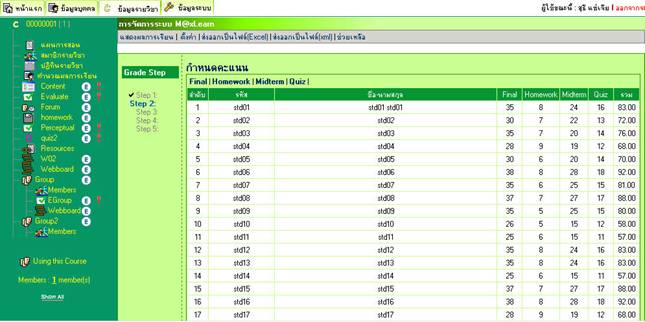 หน้าแรก ข้อมูลบุคคล ข้อมูลรายวิชา ข้อมูลระบบ
ผู้ใช้ขณะนี้ : สุธี แซ่เจีย | ออกจากระ
00000001 | 1 |
แผนการสอน
สมาชิกรายวิชา
ปฏิทินรายวิชา
คำนวณผลการเรียน
Content E
Evaluate E
Forum E
homework E
Perceptual E
quiz2 E
Resources
W02 E
Webboard E
Group E
Members
EGroup E
Webboard E
Group2 E
Members
Using this Course
Members : 1 member(s)
Show All
การจัดการระบบ M@xLearn
แสดงผลการเรียน | ตั้งค่า | ส่งออกเป็นไฟล์(Excel) | ส่งออกเป็นไฟล์(xml) | ช่วยเหลือ
Grade Step
Step 1:
Step 2:
Step 3:
Step 4:
Step 5:
กำหนดคะแนน
Final | Homework | Midterm | Quiz |
ลำดับ รหัส ชื่อ-นามสกุล Final Homework Midterm Quiz รวม
1 std01 std01 std01 35 8 24 16 83.00
2 std02 std02 30 7 22 13 72.00
3 std03 std03 35 7 20 14 76.00
4 std04 std04 28 9 19 12 68.00
5 std05 std05 30 6 20 14 70.00
6 std06 std06 38 8 28 18 92.00
7 std07 std07 35 6 25 15 81.00
8 std08 std08 37 7 27 17 88.00
9 std09 std09 35 5 25 15 80.00
10 std10 std10 26 5 15 12 58.00
11 std11 std11 25 6 15 11 57.00
12 std12 std12 35 8 24 16 83.00
13 std13 std13 35 8 24 16 83.00
14 std14 std14 25 6 15 11 57.00
15 std15 std15 37 7 27 17 88.00
16 std16 std16 38 8 28 18 92.00
17 std17 std17 28 9 19 12 68.00